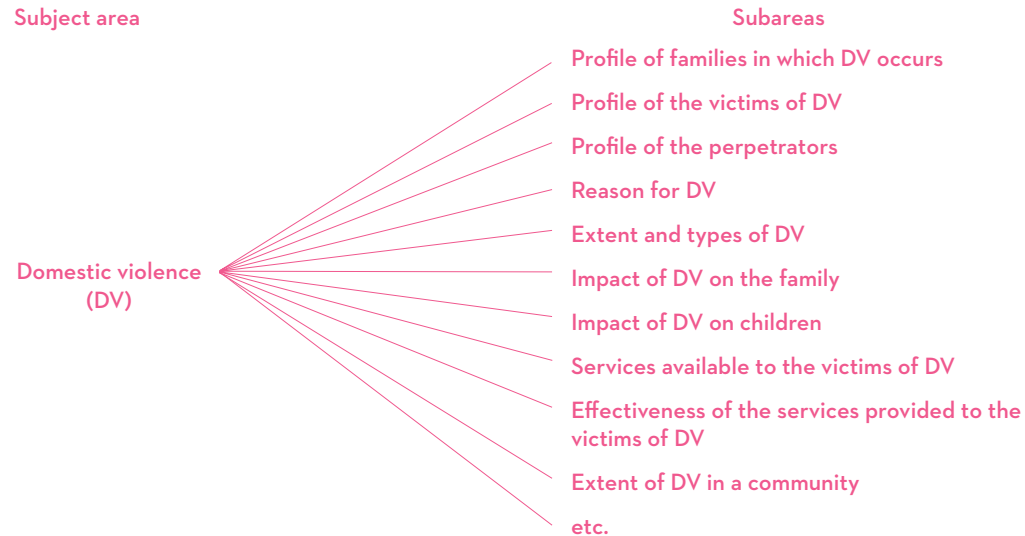 Subject area
Subareas
Profile of families in which DV occurs
Profile of the victims of DV
Profile of the perpetrators
Reason for DV
Extent and types of DV
Domestic violence
(DV)
Impact of DV on the family
Impact of DV on children
Services available to the victims of DV
Effectiveness of the services provided to the
victims of DV
Extent of DV in a community
etc.